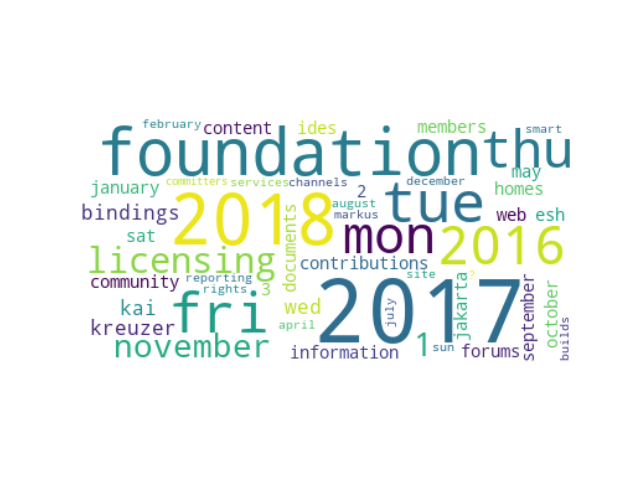 february content ides members smart
foundation thu
january committers services channels 2 december may homes
bindings 2018 august markus tue web esh
sat documents mon 2016
licensing contributions
community reporting rights 3 site ? jakarta september october
kai fri wed 2017 july
kreuzer april
november information 1 sun forums builds